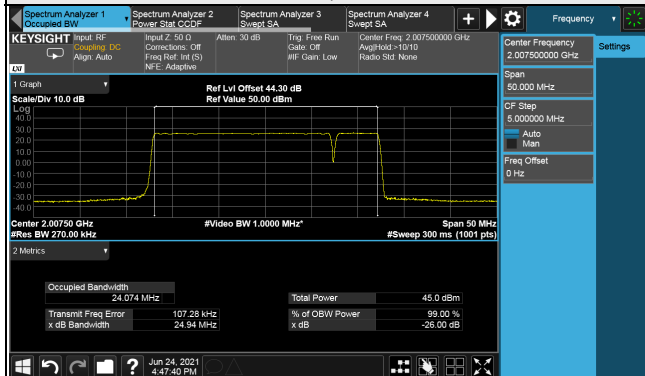 Spectrum Analyzer 1
Occupied BW
Spectrum Analyzer 2
Power Stat CCDF
Spectrum Analyzer 3
Swept SA
Spectrum Analyzer 4
Swept SA
Frequency
KEYSIGHT
LXI
Input: RF
Coupling: DC
Align: Auto
Input Z: 50 Ω
Corrections: Off
Freq Ref: Int (S)
NFE: Adaptive
Atten: 30 dB
Trig: Free Run
Gate: Off
#IF Gain: Low
Center Freq: 2.007500000 GHz
Avg|Hold:>10/10
Radio Std: None
Center Frequency
2.007500000 GHz
Settings
Span
50.000 MHz
CF Step
5.000000 MHz
Auto
Man
Freq Offset
0 Hz
1 Graph
Scale/Div 10.0 dB
Ref Lvl Offset 44.30 dB
Ref Value 50.00 dBm
Log
40.0
30.0
20.0
10.0
0.00
-10.0
-20.0
-30.0
-40.0
Center 2.00750 GHz
#Res BW 270.00 kHz
#Video BW 1.0000 MHz*
Span 50 MHz
#Sweep 300 ms (1001 pts)
2 Metrics
Occupied Bandwidth
24.074 MHz
Total Power 45.0 dBm
Transmit Freq Error 107.28 kHz
% of OBW Power 99.00 %
x dB Bandwidth 24.94 MHz
x dB -26.00 dB
Jun 24, 2021
4:47:40 PM